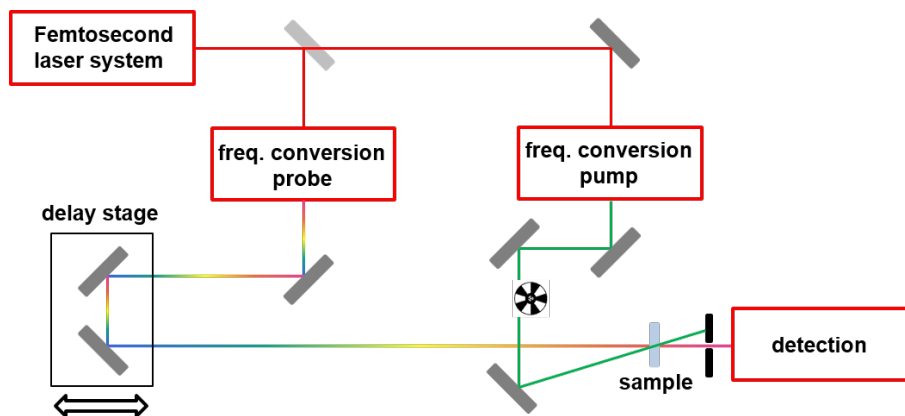 Femtosecond
laser system
freq. conversion
probe
freq. conversion
pump
delay stage
detection
sample